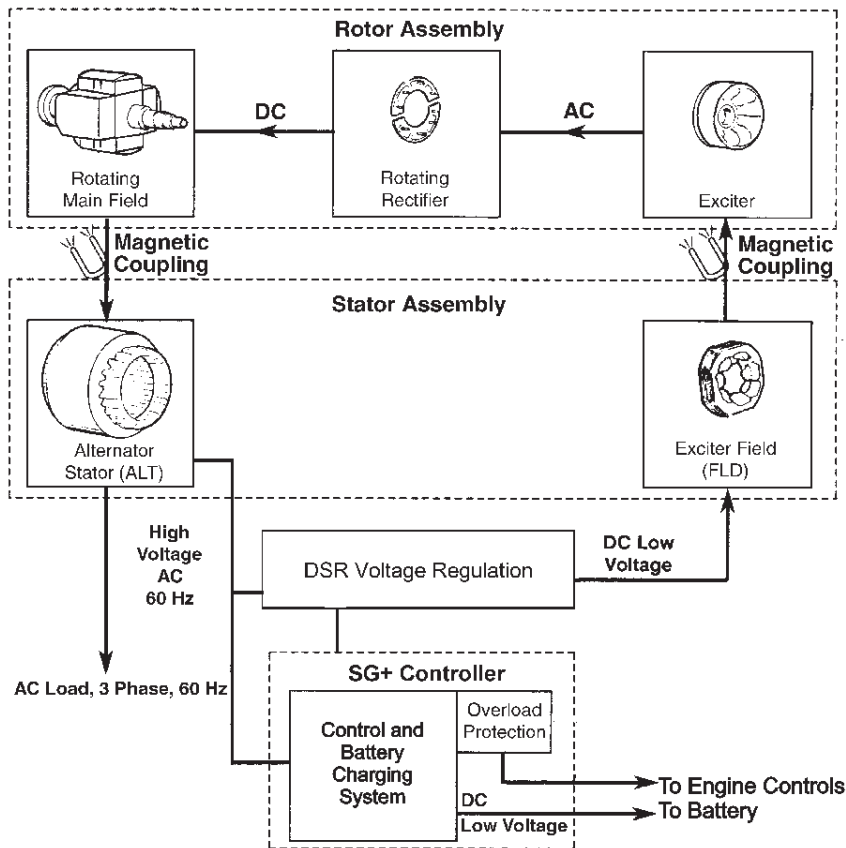 Rotor Assembly
Rotating
Main Field
DC
Rotating
Rectifier
AC
Exciter
Magnetic
Coupling
Magnetic
Coupling
Stator Assembly
Alternator
Stator (ALT)
Exciter Field
(FLD)
High
Voltage
AC
60 Hz
DSR Voltage Regulation
DC Low
Voltage
AC Load, 3 Phase, 60 Hz
SG+ Controller
Control and
Battery
Charging
System
Overload
Protection
To Engine Controls
DC
Low Voltage
To Battery